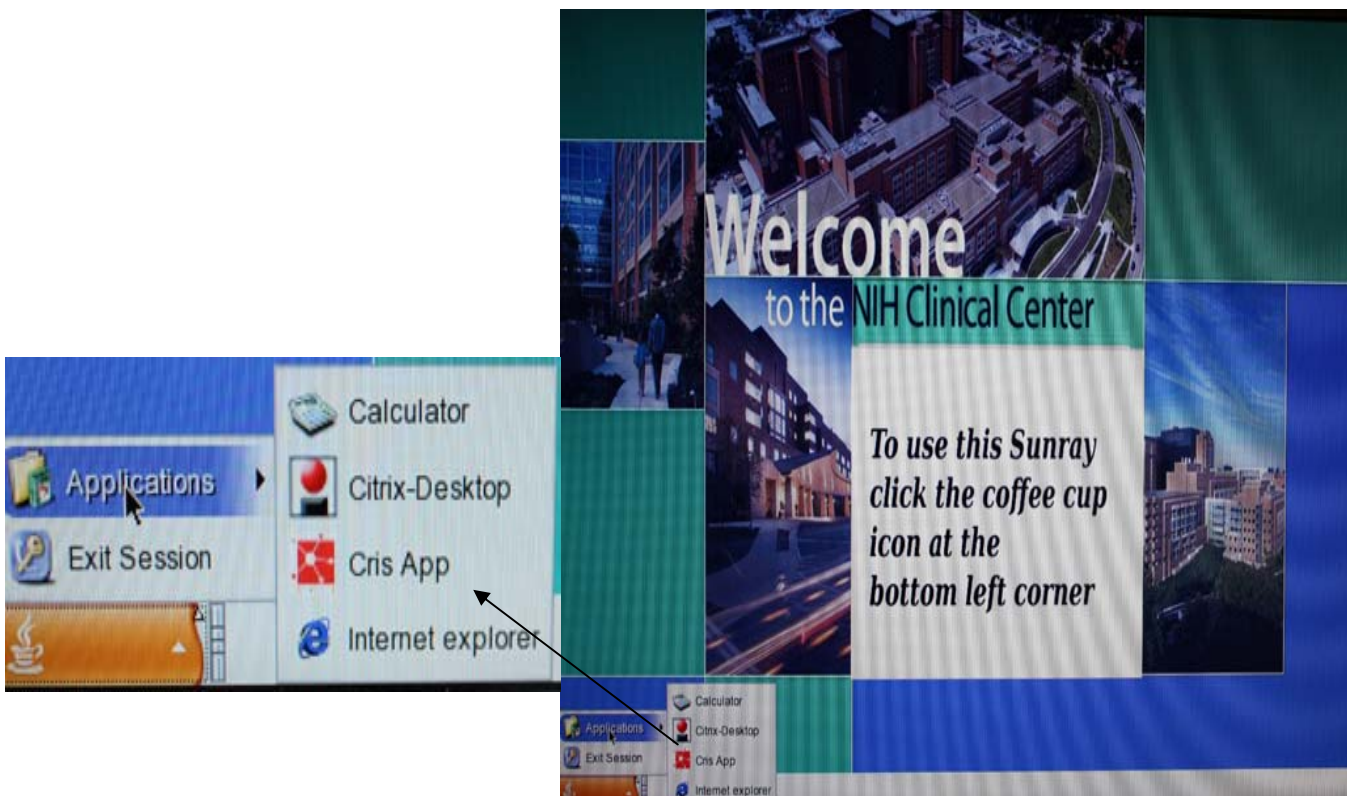 Welcome
to the NIH Clinical Center
To use this Sunray
click the coffee cup
icon at the
bottom left corner
Calculator
Applications
Citrix-Desktop
Exit Session
Cris App
Internet explorer
Calculator
Applications
Citrix-Desktop
Exit Session
Cris App
Internet explorer